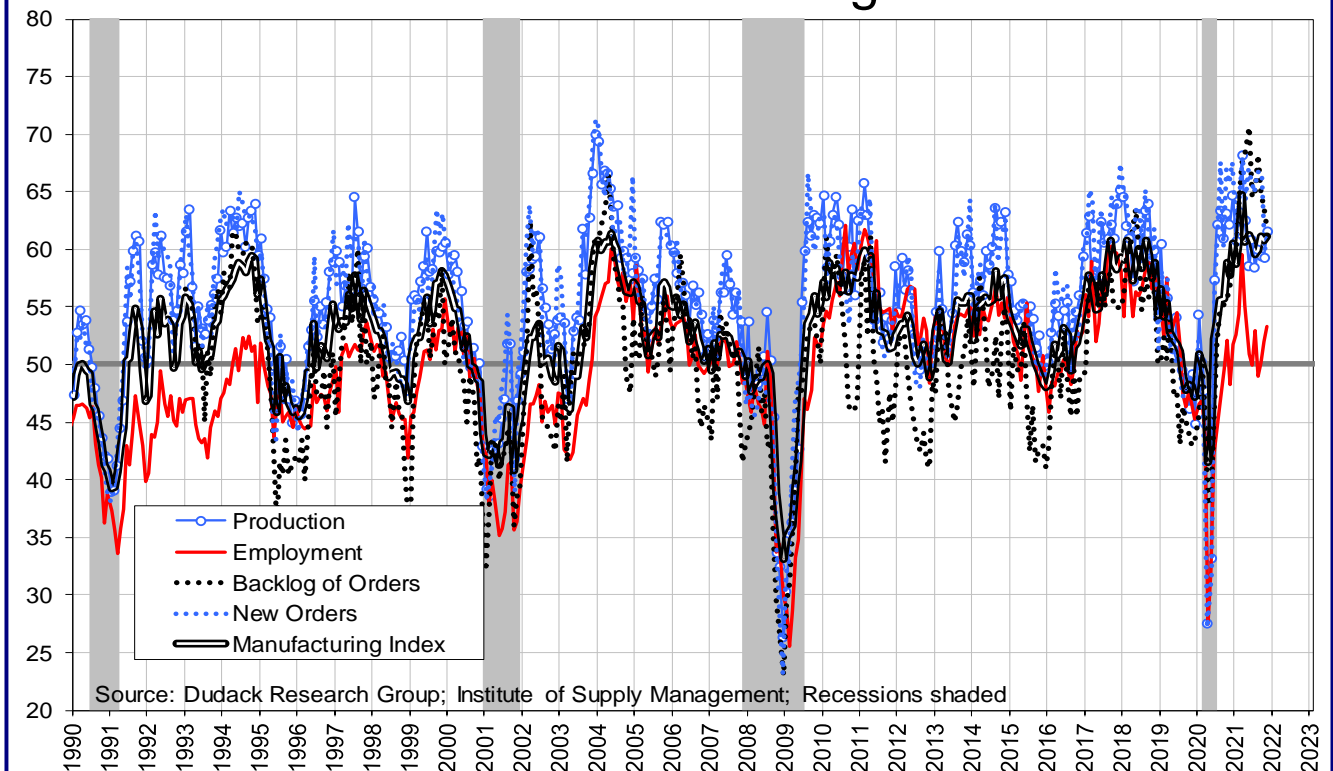 80
70
65
60
55
50
45
40
35
30
25
20
Production
Employment
Backlog of Orders
New Orders
Manufacturing Index
Source: Dudack Research Group; Institute of Supply Management; Recessions shaded
1990 1991 1992 1993 1994 1995 1996 1997 1998 1999 2000 2001 2002 2003 2004 2005 2006 2007 2008 2009 2010 2011 2012 2013 2014 2015 2016 2017 2018 2019 2020 2021 2022 2023